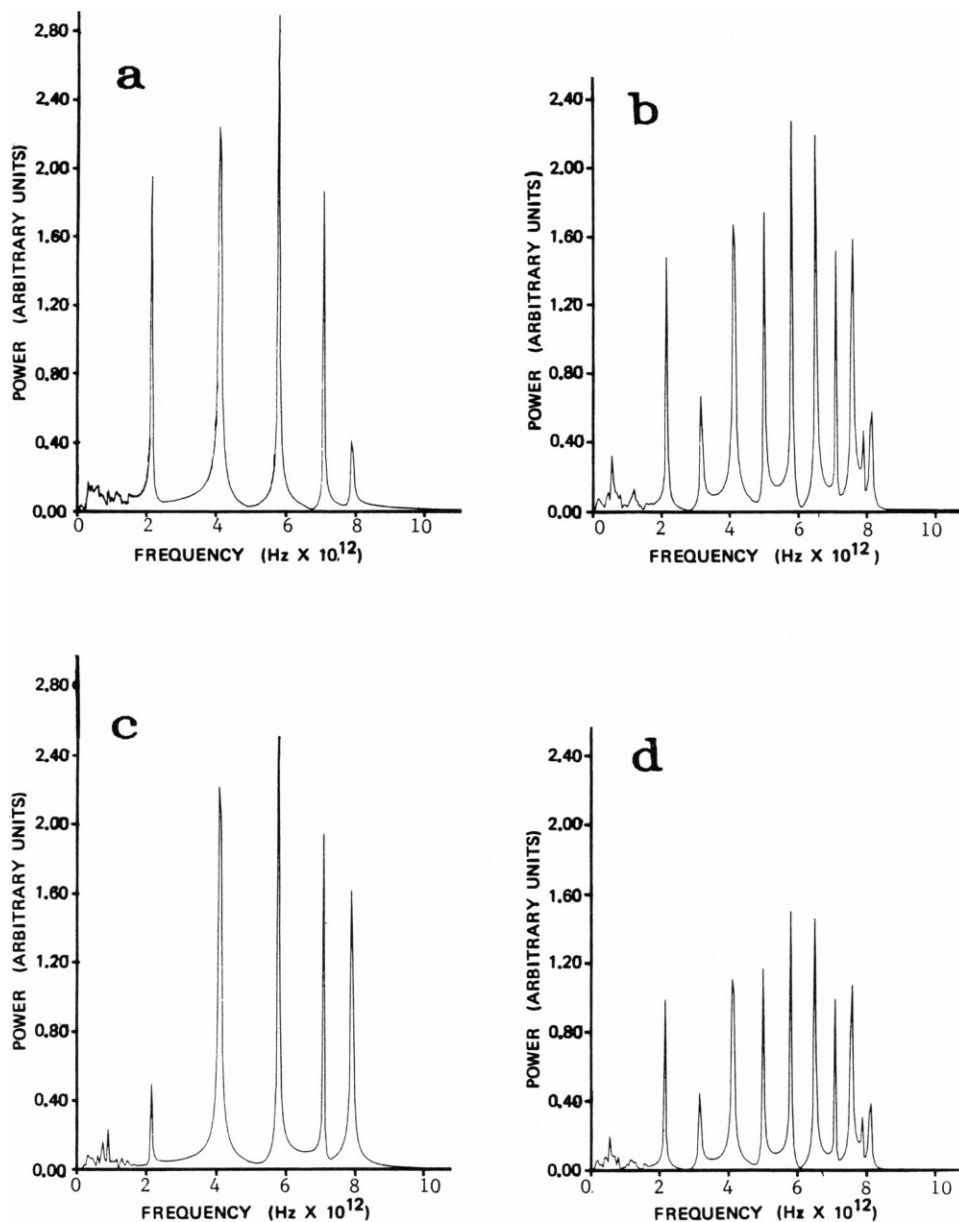 a
POWER (ARBITRARY UNITS)
2.80
2.40
2.00
1.60
1.20
0.80
0.40
0.00
2 4 6 8 10
FREQUENCY (Hz X 10.12)
b
POWER (ARBITRARY UNITS)
2.40
2.00
1.60
1.20
0.80
0.40
0.00
0 2 4 6 8 10
FREQUENCY (Hz X 10 12)
c
POWER (ARBITRARY UNITS)
2.80
2.40
2.00
1.60
1.20
0.80
0.40
0.00
0 2 4 6 8 10
FREQUENCY (Hz X 10 12)
d
POWER (ARBITRARY UNITS)
2.40
2.00
1.60
1.20
0.80
0.40
0.00
0. 2 4 6 8 10
FREQUENCY (Hz X 10 12)